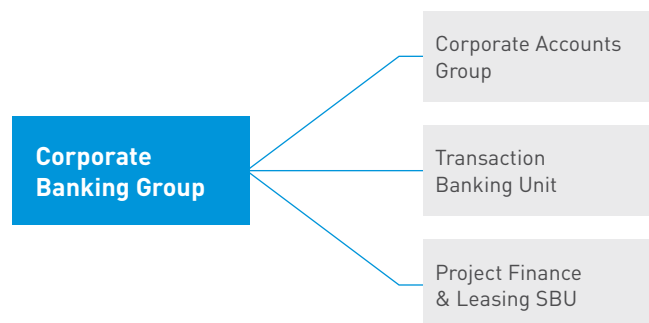 Corporate
Banking Group
Corporate Accounts
Group
Transaction
Banking Unit
Project Finance
& Leasing SBU